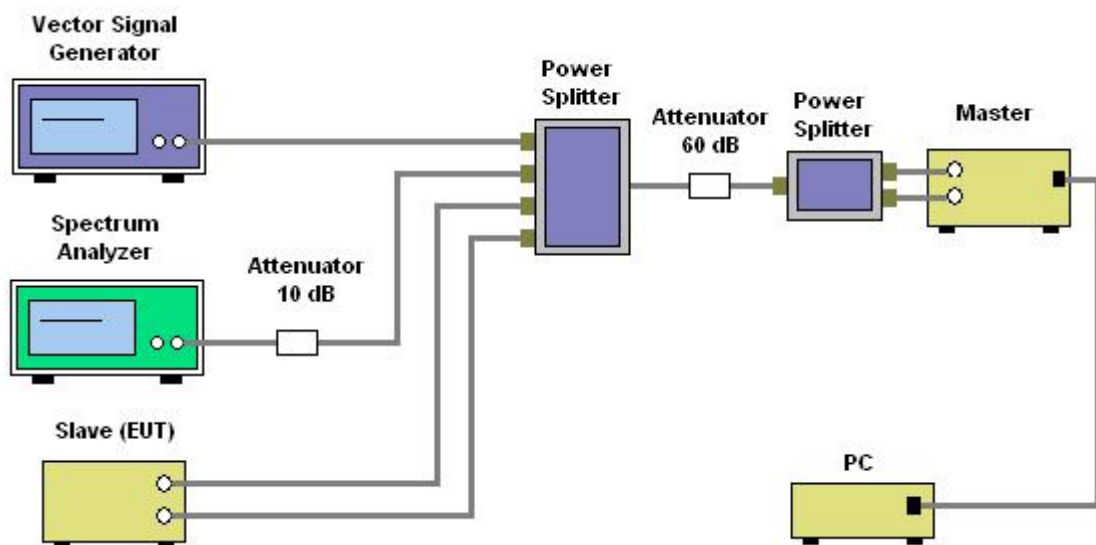 Vector Signal
Generator
Power
Splitter
Attenuator
60 dB
Power
Splitter
Master
Spectrum
Analyzer
Attenuator
10 dB
Slave (EUT)
PC